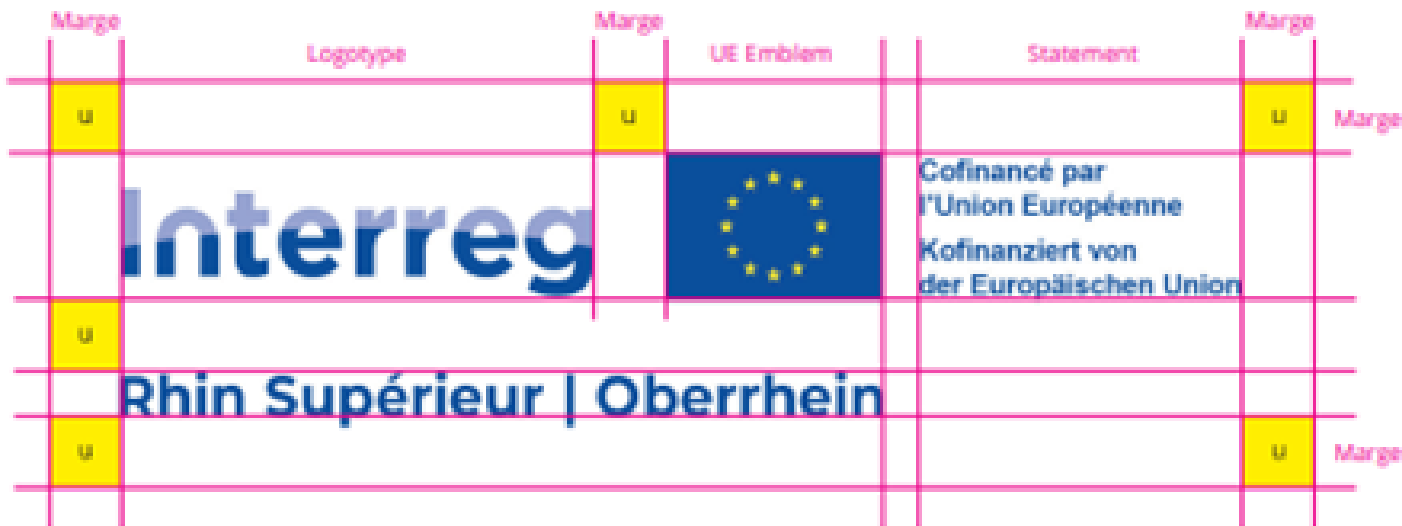 Marge Marge Marge
Logotype UE Emblem Statement
u u u Marge
Interreg
Cofinancé par
l'Union Européenne
Kofinanziert von
der Europäischen Union
u
Rhin Supérieur | Oberrhein
u u Marge